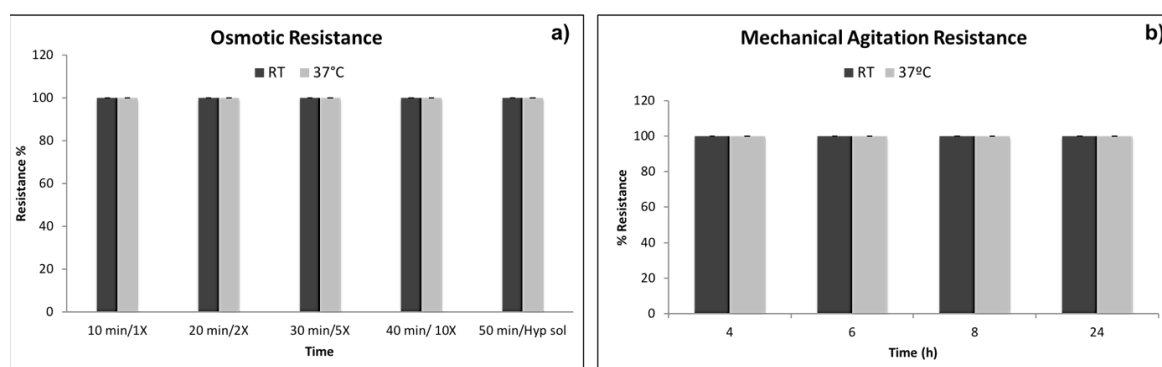 Osmotic Resistance
a)
RT 37°C
Resistance %
120
100
80
60
40
20
0
10 min/1X 20 min/2X 30 min/5X 40 min/ 10X 50 min/Hyp sol
Time
Mechanical Agitation Resistance
b)
RT 37ºC
% Resistance
120
100
80
60
40
20
0
4 6 8 24
Time (h)